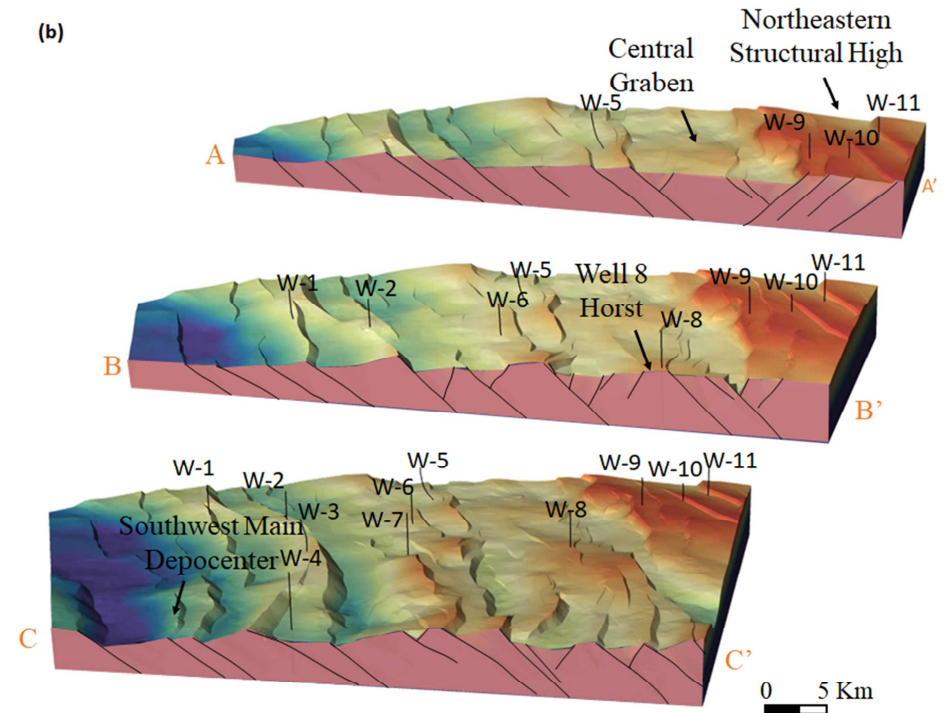 (b)
Northeastern
Structural High
Central
Graben
W-5
W-11
W-9
W-10
A
A'
W-5
Well 8
Horst
W-11
W-1
W-2
W-9
W-10
W-6
W-8
B
B'
W-5
W-9
W-10
W-11
W-1
W-2
W-6
W-3
W-7
W-8
Southwest Main
Depocenter
W-4
C
C'
0 5 Km